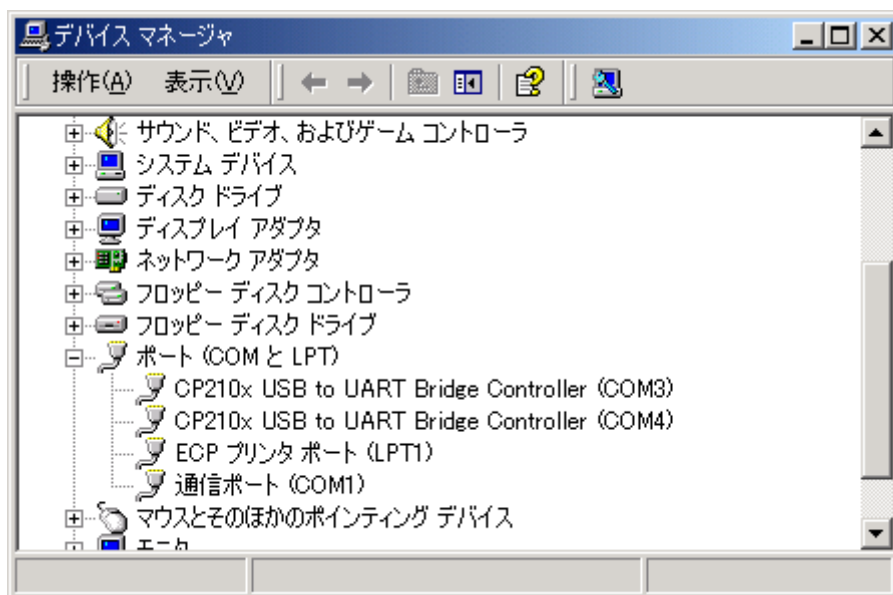 デバイス マネージャ
操作(A) 表示(V)
サウンド、ビデオ、およびゲーム コントローラ
システム デバイス
ディスク ドライブ
ディスプレイ アダプタ
ネットワーク アダプタ
フロッピー ディスク コントローラ
フロッピー ディスク ドライブ
ポート (COM と LPT)
CP210x USB to UART Bridge Controller (COM3)
CP210x USB to UART Bridge Controller (COM4)
ECP プリンタ ポート (LPT1)
通信ポート (COM1)
マウスとそのほかのポインティング デバイス
モニタ